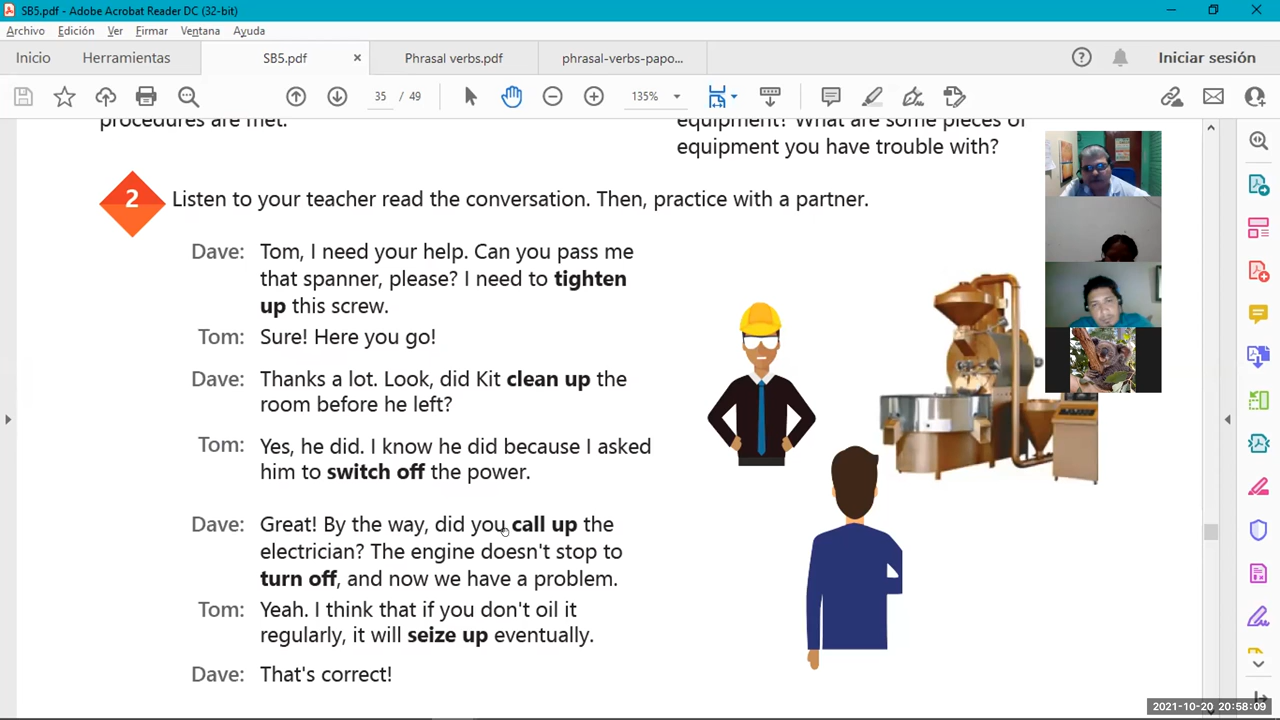 SB5.pdf - Adobe Acrobat Reader DC (32-bit)
Archivo Edición Ver Firmar Ventana Ayuda
Inicio Herramientas SB5.pdf × Phrasal verbs.pdf phrasal-verbs-papo... Iniciar sesión
35 / 49 135%
procedures are met.
equipment? What are some pieces of
equipment you have trouble with?
2 Listen to your teacher read the conversation. Then, practice with a partner.
Dave: Tom, I need your help. Can you pass me
that spanner, please? I need to tighten
up this screw.
Tom: Sure! Here you go!
Dave: Thanks a lot. Look, did Kit clean up the
room before he left?
Tom: Yes, he did. I know he did because I asked
him to switch off the power.
Dave: Great! By the way, did you call up the
electrician? The engine doesn't stop to
turn off, and now we have a problem.
Tom: Yeah. I think that if you don't oil it
regularly, it will seize up eventually.
Dave: That's correct!
2021-10-20 20:58:09